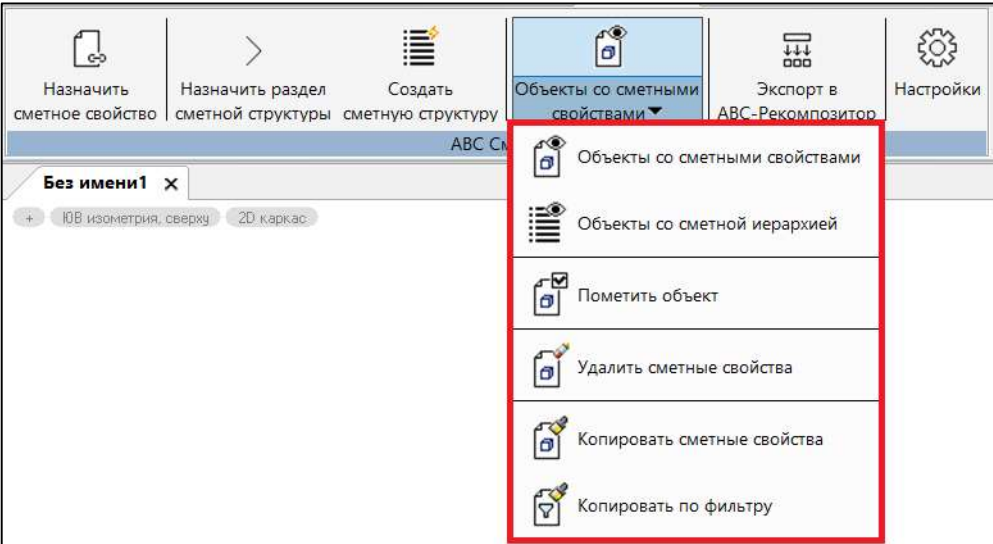 Назначить
сметное свойство
Назначить раздел
сметной структуры
Создать
сметную структуру
Объекты со сметными
свойствами
Экспорт в
АВС-Рекомпозитор
Настройки
АВС
Без имени1
+ ЮВ изометрия, сверху 2D каркас
Объекты со сметными свойствами
Объекты со сметной иерархией
Пометить объект
Удалить сметные свойства
Копировать сметные свойства
Копировать по фильтру